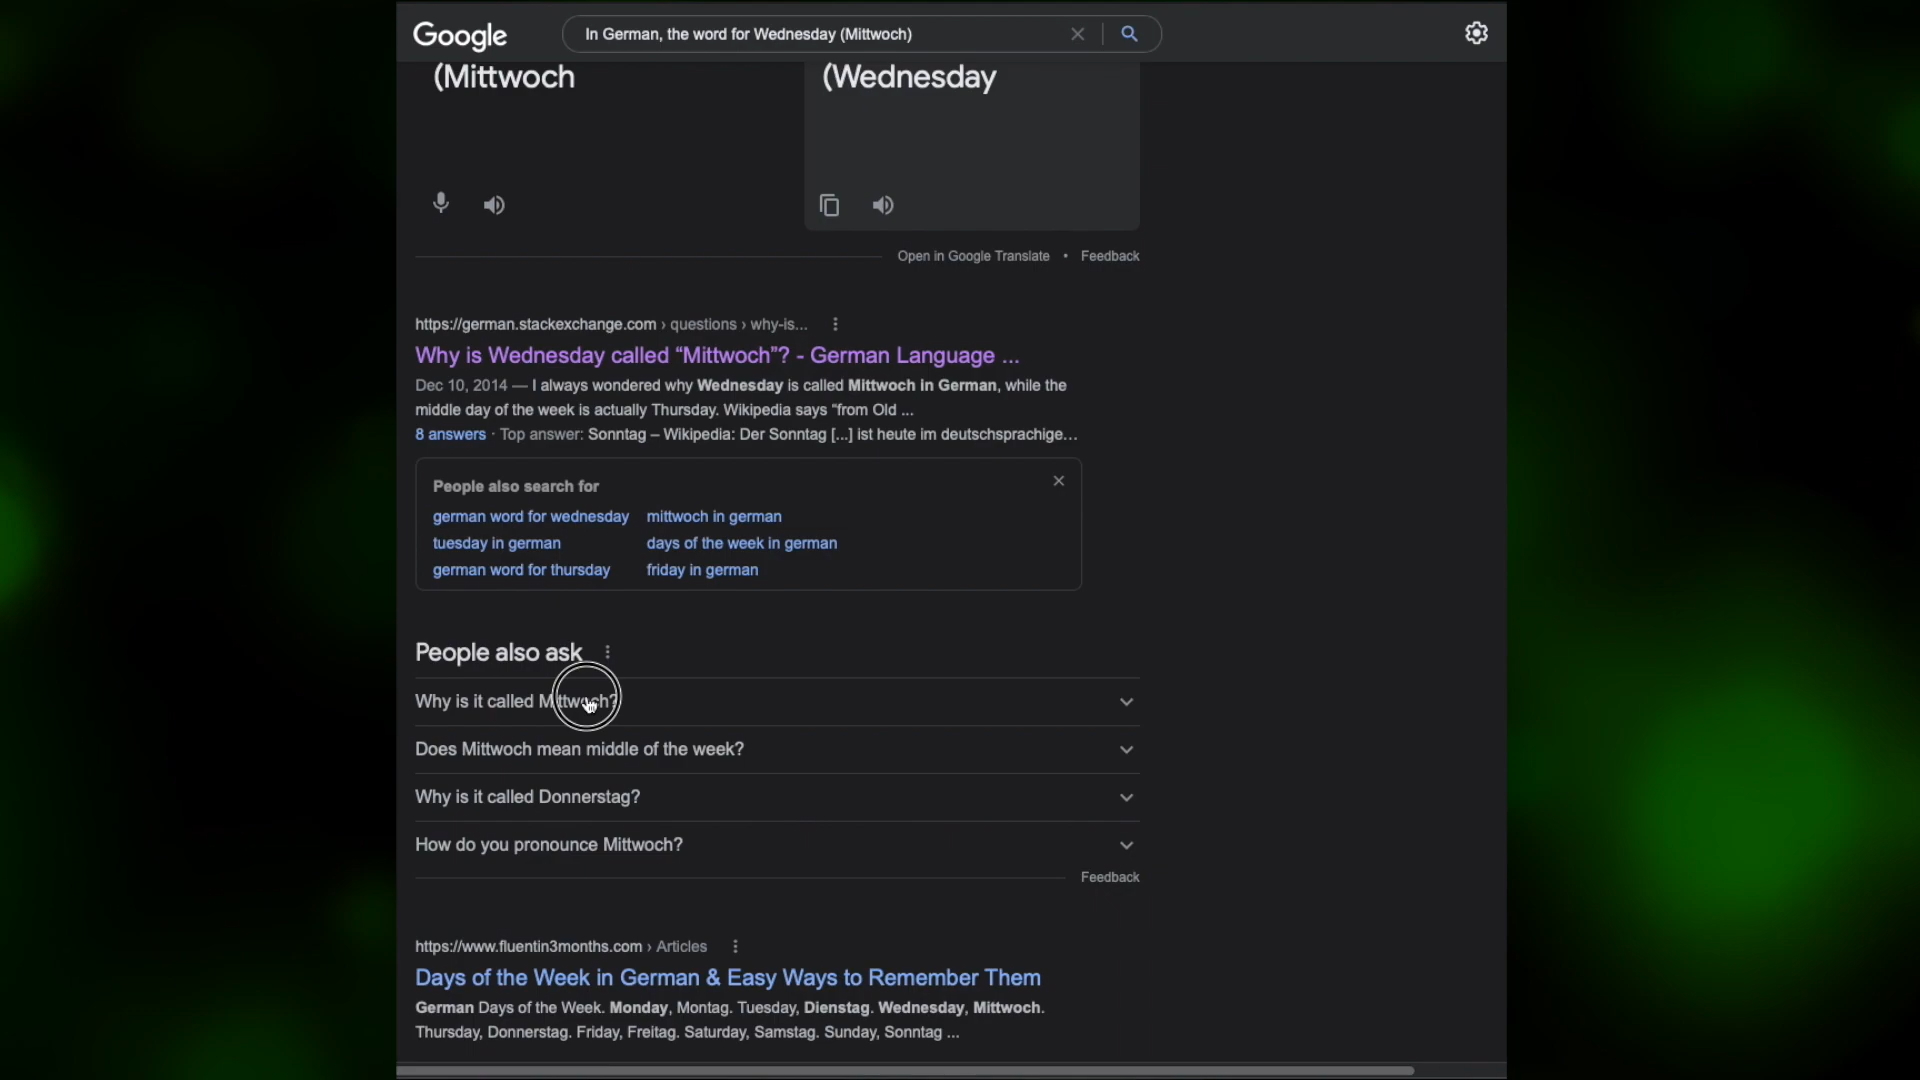 Google
In German, the word for Wednesday (Mittwoch)
(Mittwoch
(Wednesday
Open in Google Translate • Feedback
https://german.stackexchange.com › questions › why-is...
Why is Wednesday called “Mittwoch”? - German Language ...
Dec 10, 2014 — I always wondered why Wednesday is called Mittwoch in German, while the
middle day of the week is actually Thursday. Wikipedia says “from Old ...
8 answers · Top answer: Sonntag – Wikipedia: Der Sonntag [...] ist heute im deutschsprachige...
People also search for
german word for wednesday
mittwoch in german
tuesday in german
days of the week in german
german word for thursday
friday in german
People also ask
Why is it called Mittwoch?
Does Mittwoch mean middle of the week?
Why is it called Donnerstag?
How do you pronounce Mittwoch?
Feedback
https://www.fluentin3months.com › Articles
Days of the Week in German & Easy Ways to Remember Them
German Days of the Week. Monday, Montag. Tuesday, Dienstag. Wednesday, Mittwoch.
Thursday, Donnerstag. Friday, Freitag. Saturday, Samstag. Sunday, Sonntag ...